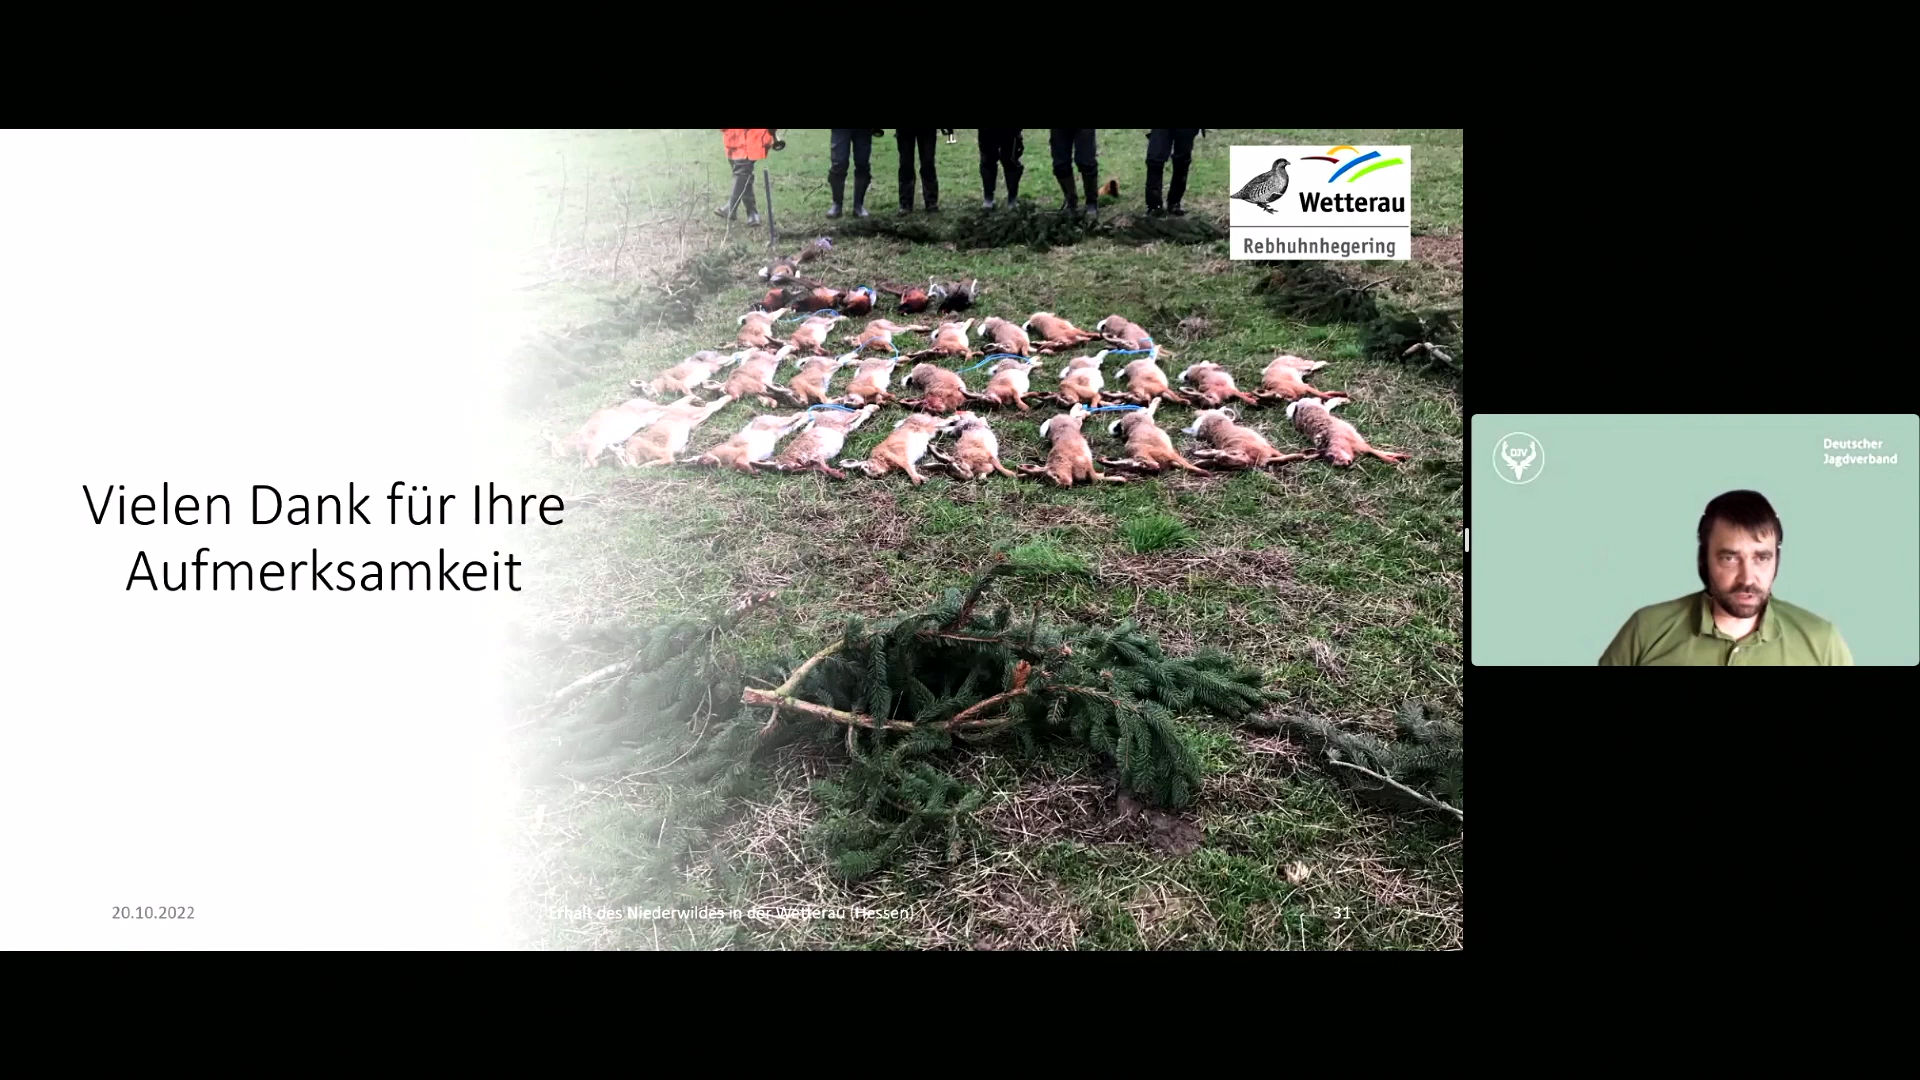 Wetterau
Rebhuhnhegering
DJV
Deutscher
Jagdverband
Vielen Dank für Ihre
Aufmerksamkeit
20.10.2022
Erhalt des Niederwildes in der Wetterau (Hessen)
31